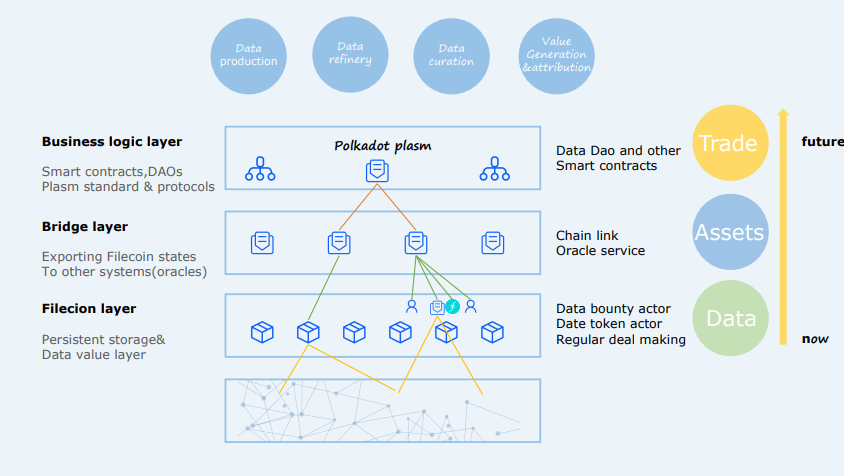 Data
production
Data
refinery
Data
curation
Value
Generation
&attribution
Business logic layer
Smart contracts,DAOs
Plasm standard & protocols
Polkadot plasm
Data Dao and other
Smart contracts
Trade
future
Bridge layer
Exporting Filecoin states
To other systems(oracles)
Chain link
Oracle service
Assets
Filecion layer
Persistent storage&
Data value layer
Data bounty actor
Date token actor
Regular deal making
Data
now